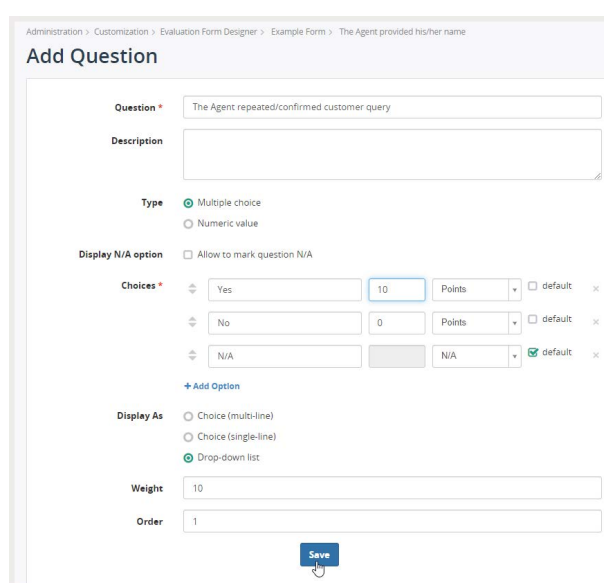 Administration > Customization > Evaluation Form Designer > Example Form > The Agent provided his/her name
Add Question
Question * The Agent repeated/confirmed customer query
Description
Type Multiple choice
Numeric value
Display N/A option Allow to mark question N/A
Choices * Yes 10 Points default ×
No 0 Points default ×
N/A N/A default ×
+ Add Option
Display As Choice (multi-line)
Choice (single-line)
Drop-down list
Weight 10
Order 1
Save